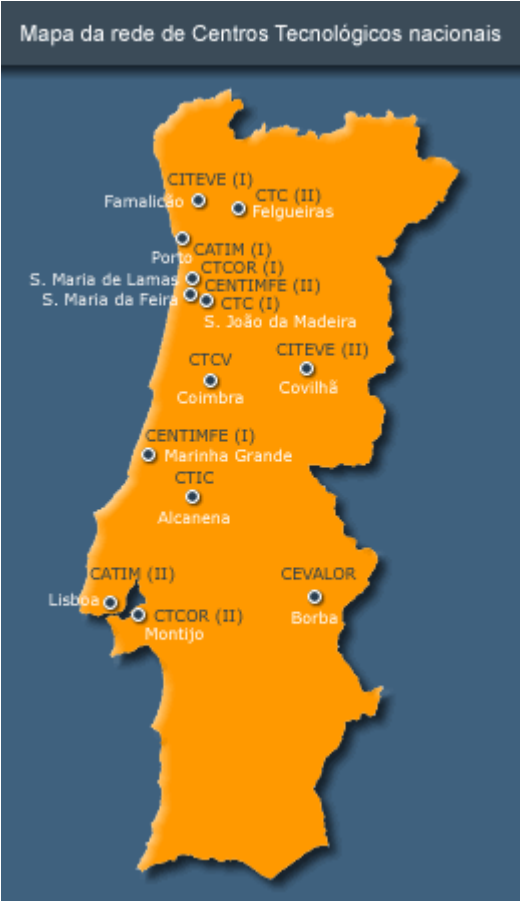 Mapa da rede de Centros Tecnológicos nacionais
CITEVE (I)
CTC (II)
Famalicão
Felgueiras
CATIM (I)
Porto
CTCOR (I)
S. Maria de Lamas
CENTIMFE (II)
S. Maria da Feira
CTC (I)
S. João da Madeira
CITEVE (II)
CTCV
Covilhã
Coimbra
CENTIMFE (I)
Marinha Grande
CTIC
Alcanena
CATIM (II)
CEVALOR
Lisboa
CTCOR (II)
Borba
Montijo